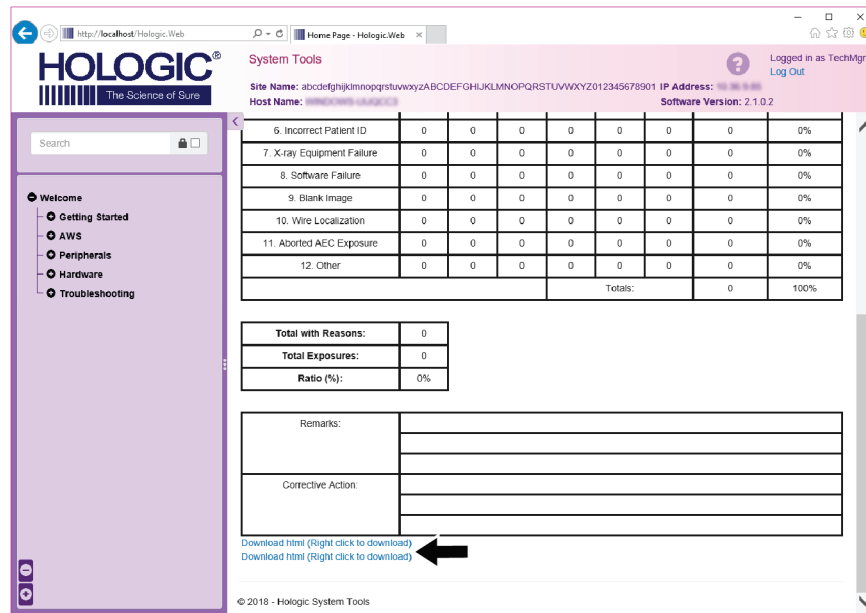 http://localhost/Hologic.Web
Home Page - Hologic.Web
HOLOGIC®
The Science of Sure
System Tools
Logged in as TechMgr
Log Out
Site Name: abcdefghijklmnopqrstuvwxyzABCDEFGHIJKLMNOPQRSTUVWXYZ012345678901 IP Address:
Host Name:
Software Version: 2.1.0.2
Search
Welcome
Getting Started
AWS
Peripherals
Hardware
Troubleshooting
6. Incorrect Patient ID 0 0 0 0 0 0 0 0%
7. X-ray Equipment Failure 0 0 0 0 0 0 0 0%
8. Software Failure 0 0 0 0 0 0 0 0%
9. Blank Image 0 0 0 0 0 0 0 0%
10. Wire Localization 0 0 0 0 0 0 0 0%
11. Aborted AEC Exposure 0 0 0 0 0 0 0 0%
12. Other 0 0 0 0 0 0 0 0%
Totals: 0 100%
Total with Reasons: 0
Total Exposures: 0
Ratio (%): 0%
Remarks:
Corrective Action:
Download html (Right click to download)
Download html (Right click to download)
© 2018 - Hologic System Tools